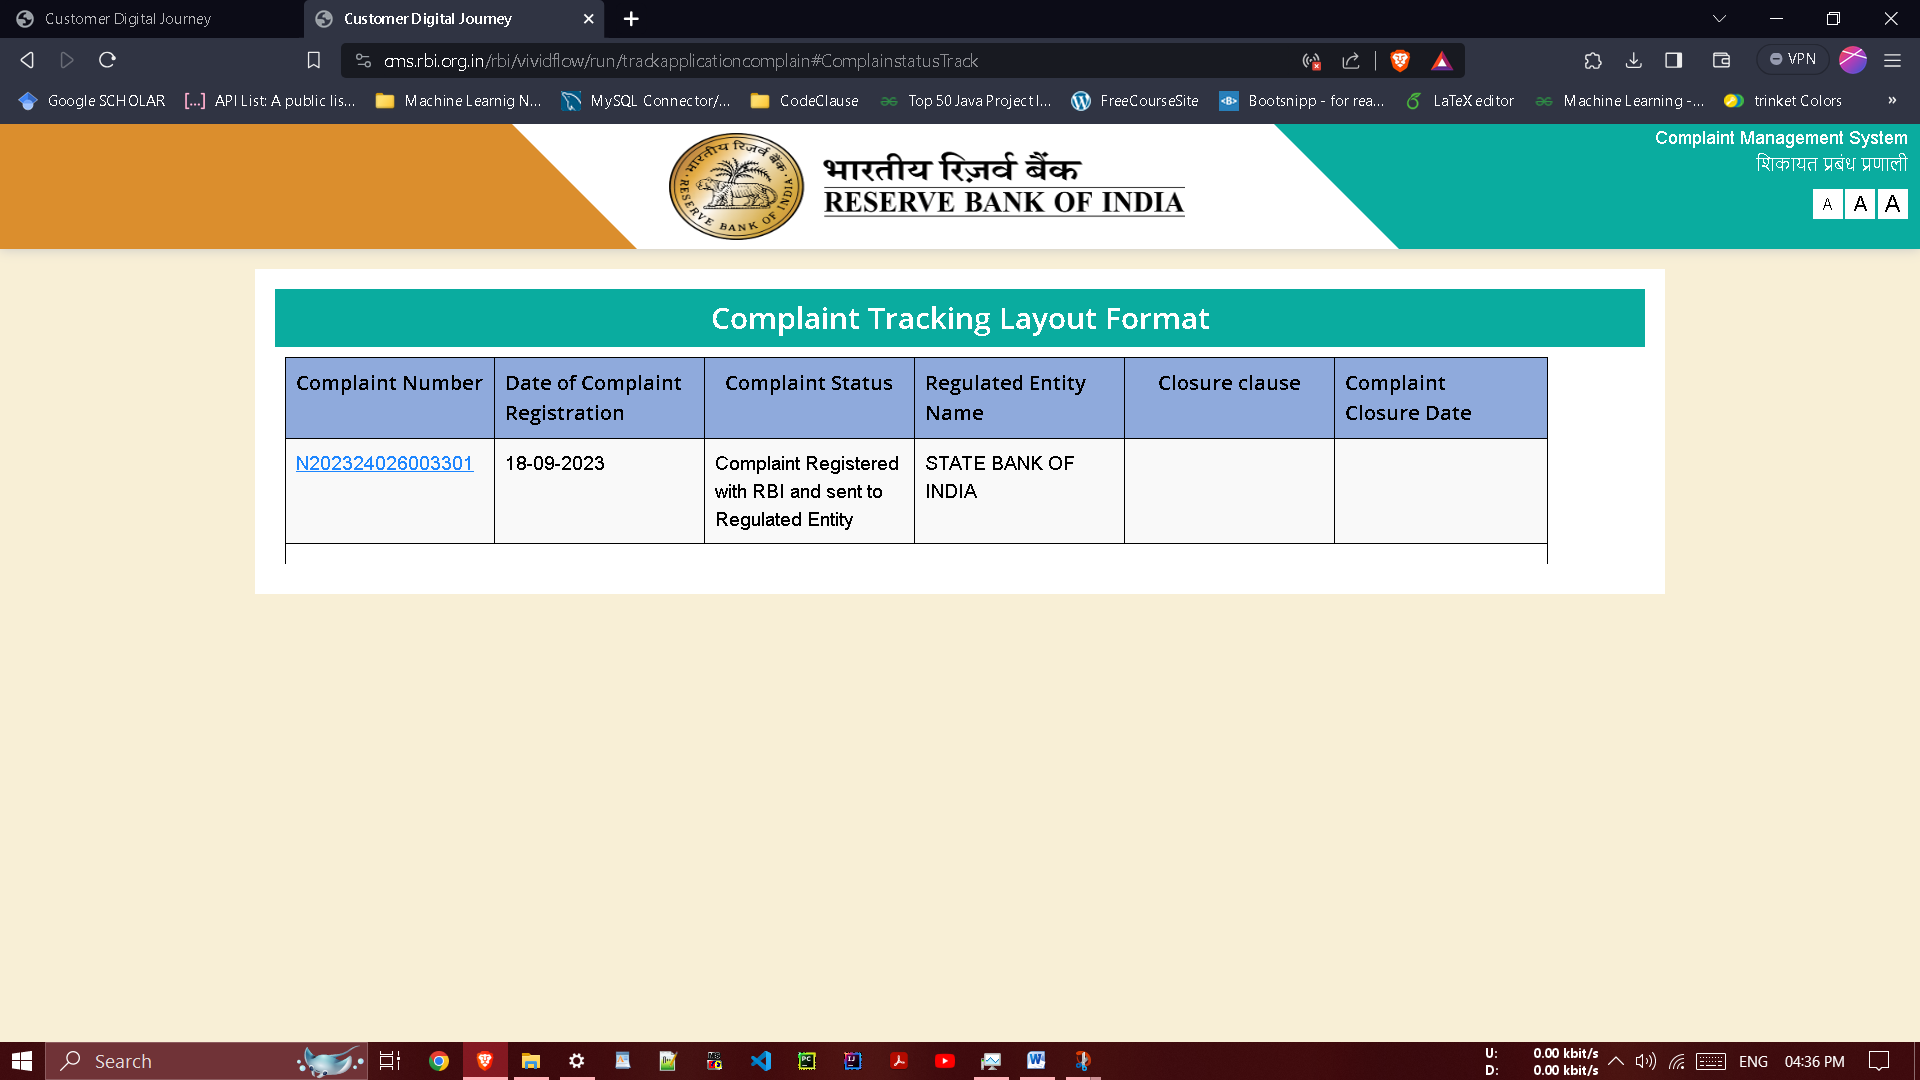 Customer Digital Journey
Customer Digital Journey
cms.rbi.org.in/rbi/vividflow/run/trackapplicationcomplain#ComplainstatusTrack
VPN
Google SCHOLAR
API List: A public lis...
Machine Learnig N...
MySQL Connector/...
CodeClause
Top 50 Java Project I...
FreeCourseSite
Bootsnipp - for rea...
LaTeX editor
Machine Learning -...
trinket Colors
»
भारतीय रिज़र्व बैंक
RESERVE BANK OF INDIA
भारतीय रिज़र्व बैंक
RESERVE BANK OF INDIA
Complaint Management System
शिकायत प्रबंध प्रणाली
A A A
Complaint Tracking Layout Format
Complaint Number
Date of Complaint
Registration
Complaint Status
Regulated Entity
Name
Closure clause
Complaint
Closure Date
N202324026003301
18-09-2023
Complaint Registered
with RBI and sent to
Regulated Entity
STATE BANK OF
INDIA
Search
U: 0.00 kbit/s
D: 0.00 kbit/s
ENG
04:36 PM